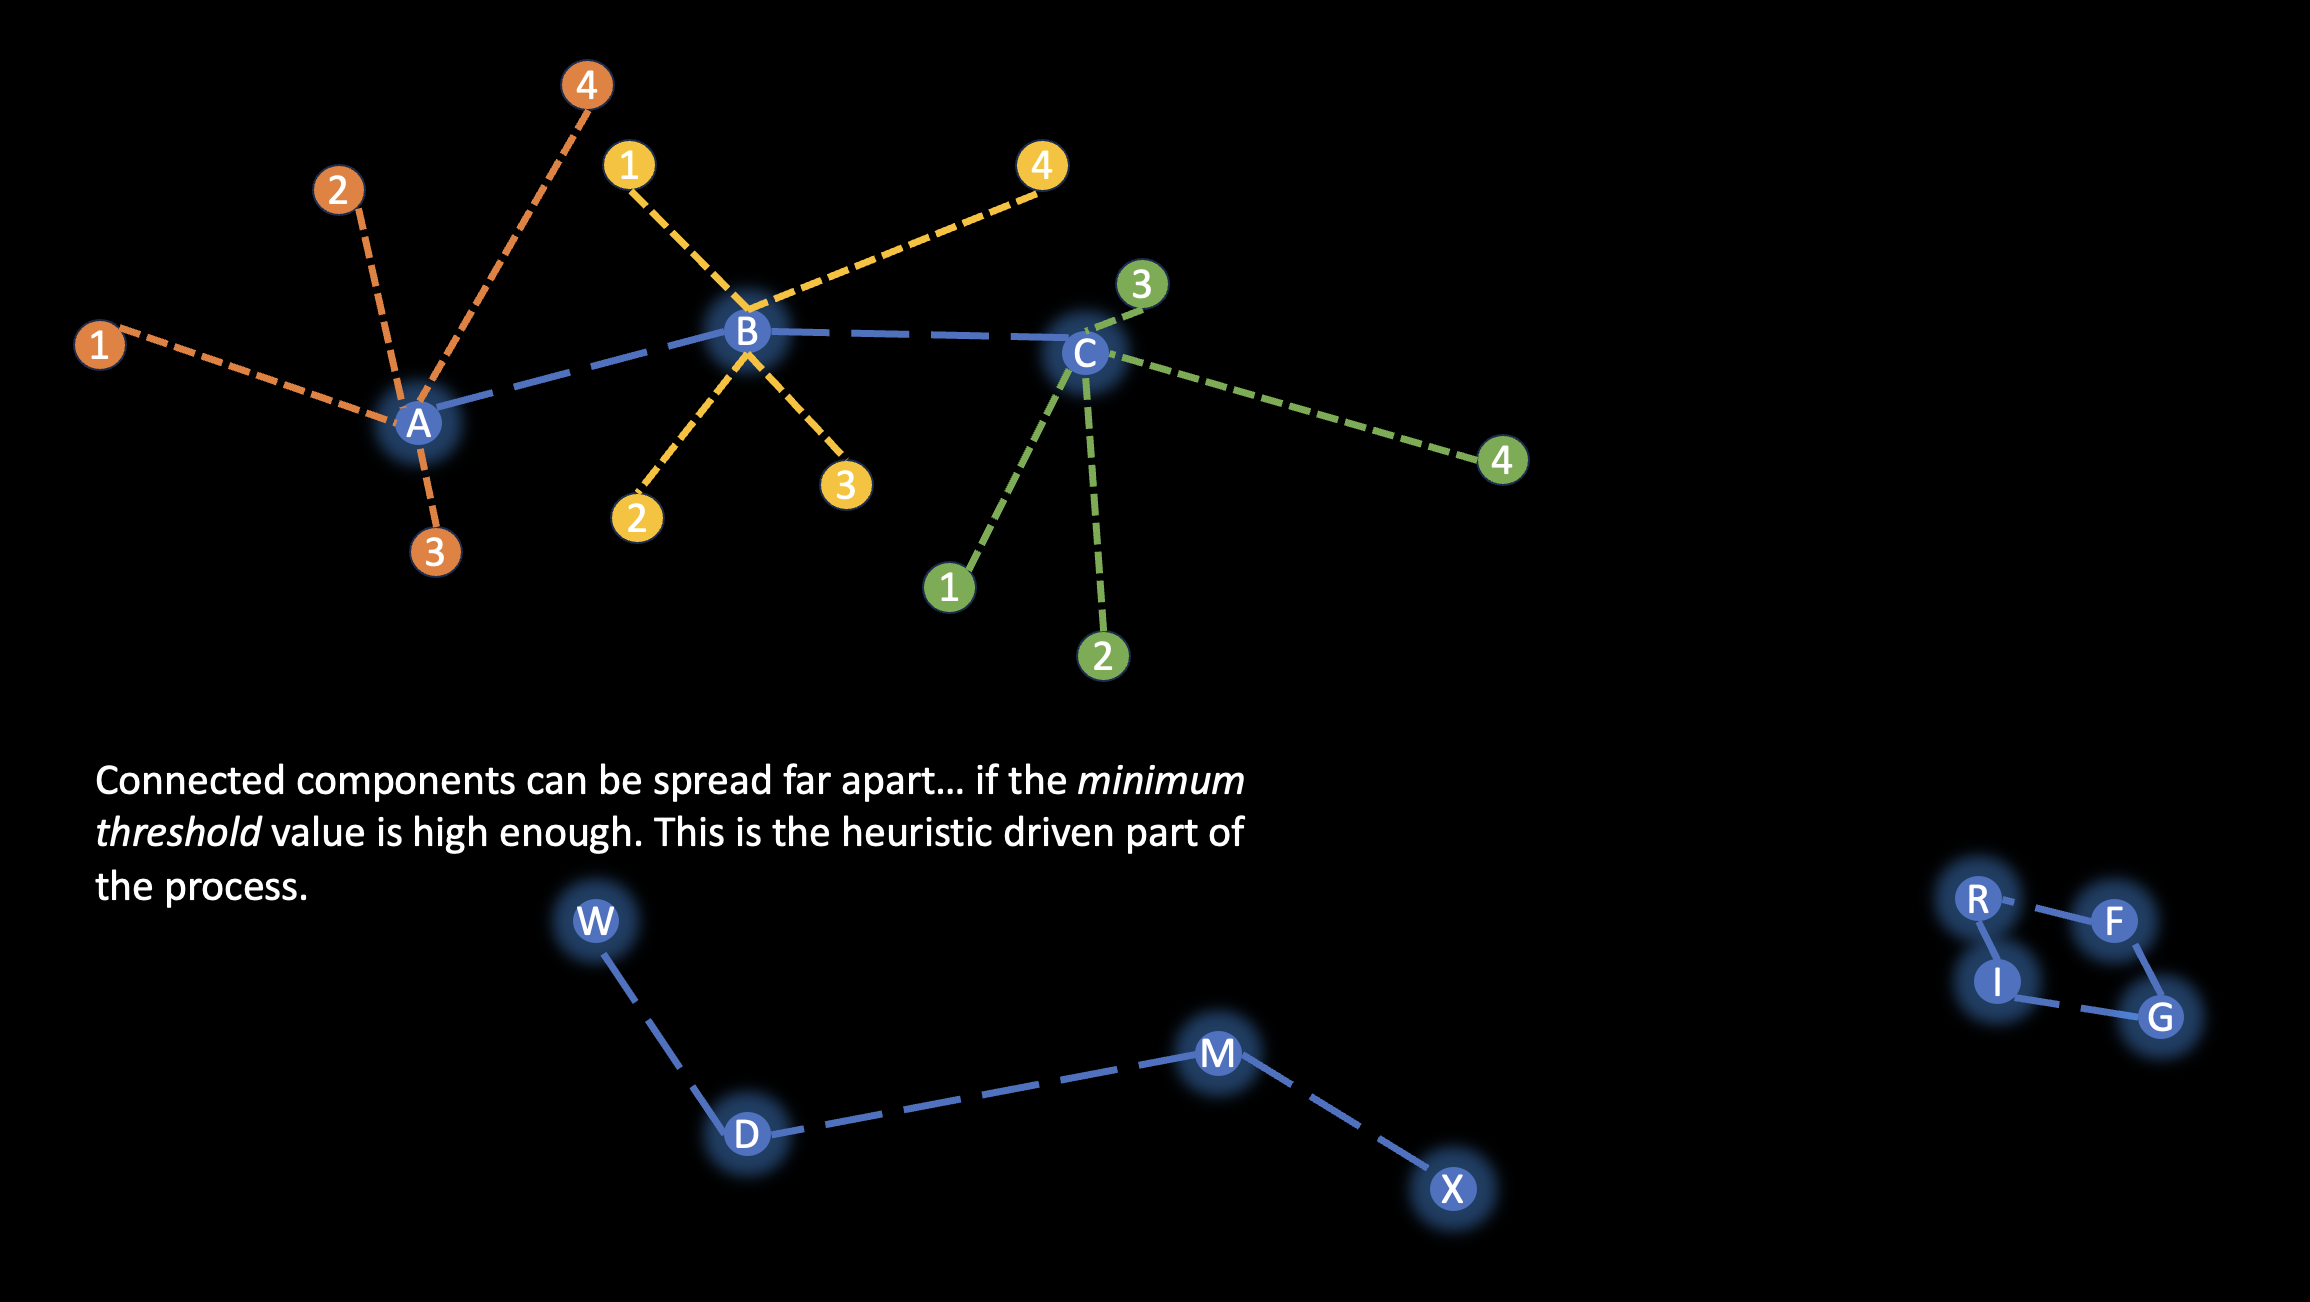 4
1
4
2
3
B
1
C
A
4
3
2
3
1
2
Connected components can be spread far apart... if the minimum
threshold value is high enough. This is the heuristic driven part of
the process.
W
R
F
I
G
M
D
X